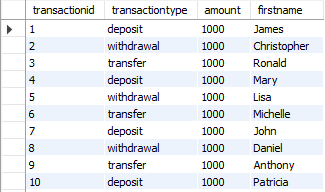 transactionid transactiontype amount firstname
1 deposit 1000 James
2 withdrawal 1000 Christopher
3 transfer 1000 Ronald
4 deposit 1000 Mary
5 withdrawal 1000 Lisa
6 transfer 1000 Michelle
7 deposit 1000 John
8 withdrawal 1000 Daniel
9 transfer 1000 Anthony
10 deposit 1000 Patricia